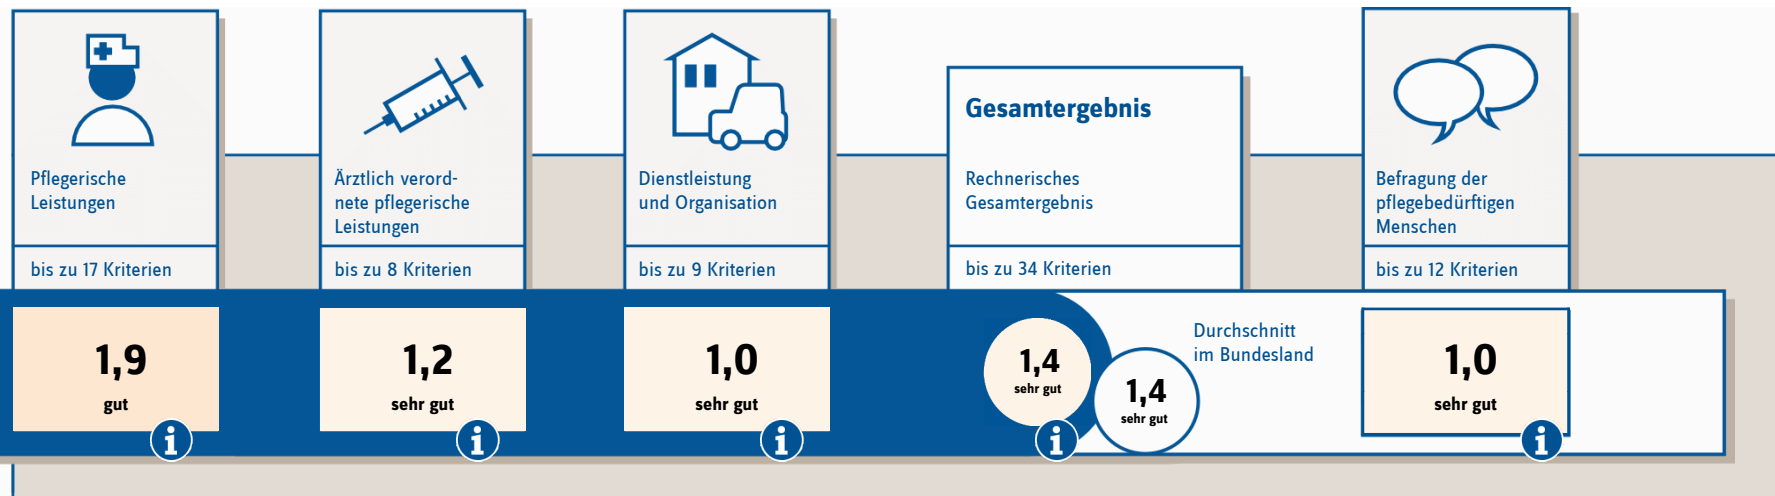 Pflegerische
Leistungen
bis zu 17 Kriterien
1,9
gut
Ärztlich verord-
nete pflegerische
Leistungen
bis zu 8 Kriterien
1,2
sehr gut
Dienstleistung
und Organisation
bis zu 9 Kriterien
1,0
sehr gut
Gesamtergebnis
Rechnerisches
Gesamtergebnis
bis zu 34 Kriterien
1,4
sehr gut
Durchschnitt
im Bundesland
1,4
sehr gut
Befragung der
pflegebedürftigen
Menschen
bis zu 12 Kriterien
1,0
sehr gut